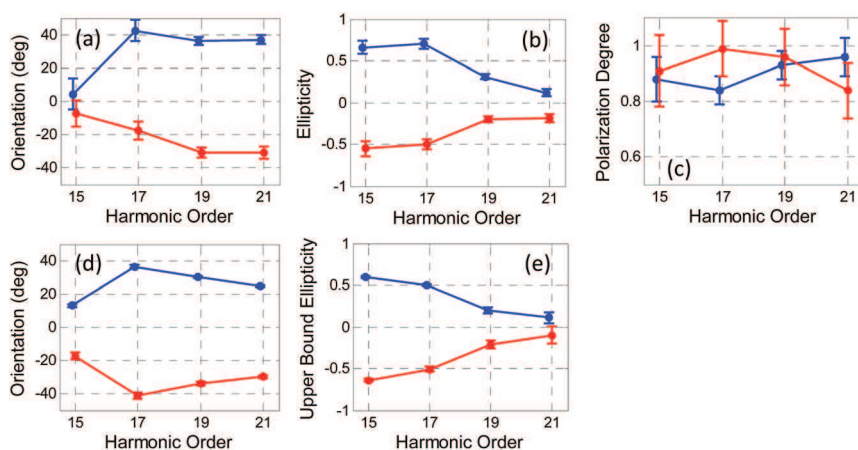 (a)
Orientation (deg)
40
20
0
-20
-40
15 17 19 21
Harmonic Order
(b)
Ellipticity
1
0.5
0
-0.5
-1
15 17 19 21
Harmonic Order
(c)
Polarization Degree
1
0.8
0.6
15 17 19 21
Harmonic Order
(d)
Orientation (deg)
40
20
0
-20
-40
15 17 19 21
Harmonic Order
(e)
Upper Bound Ellipticity
1
0.5
0
-0.5
-1
15 17 19 21
Harmonic Order